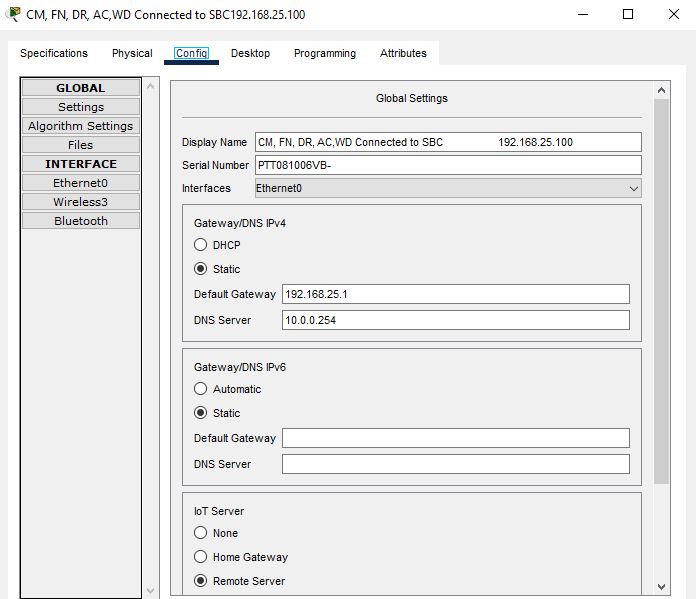 CM, FN, DR, AC,WD Connected to SBC192.168.25.100
Specifications Physical Config Desktop Programming Attributes
GLOBAL
Settings
Algorithm Settings
Files
INTERFACE
Ethernet0
Wireless3
Bluetooth
Global Settings
Display Name CM, FN, DR, AC,WD Connected to SBC 192.168.25.100
Serial Number PTT081006VB-
Interfaces Ethernet0
Gateway/DNS IPv4
DHCP
Static
Default Gateway 192.168.25.1
DNS Server 10.0.0.254
Gateway/DNS IPv6
Automatic
Static
Default Gateway
DNS Server
IoT Server
None
Home Gateway
Remote Server